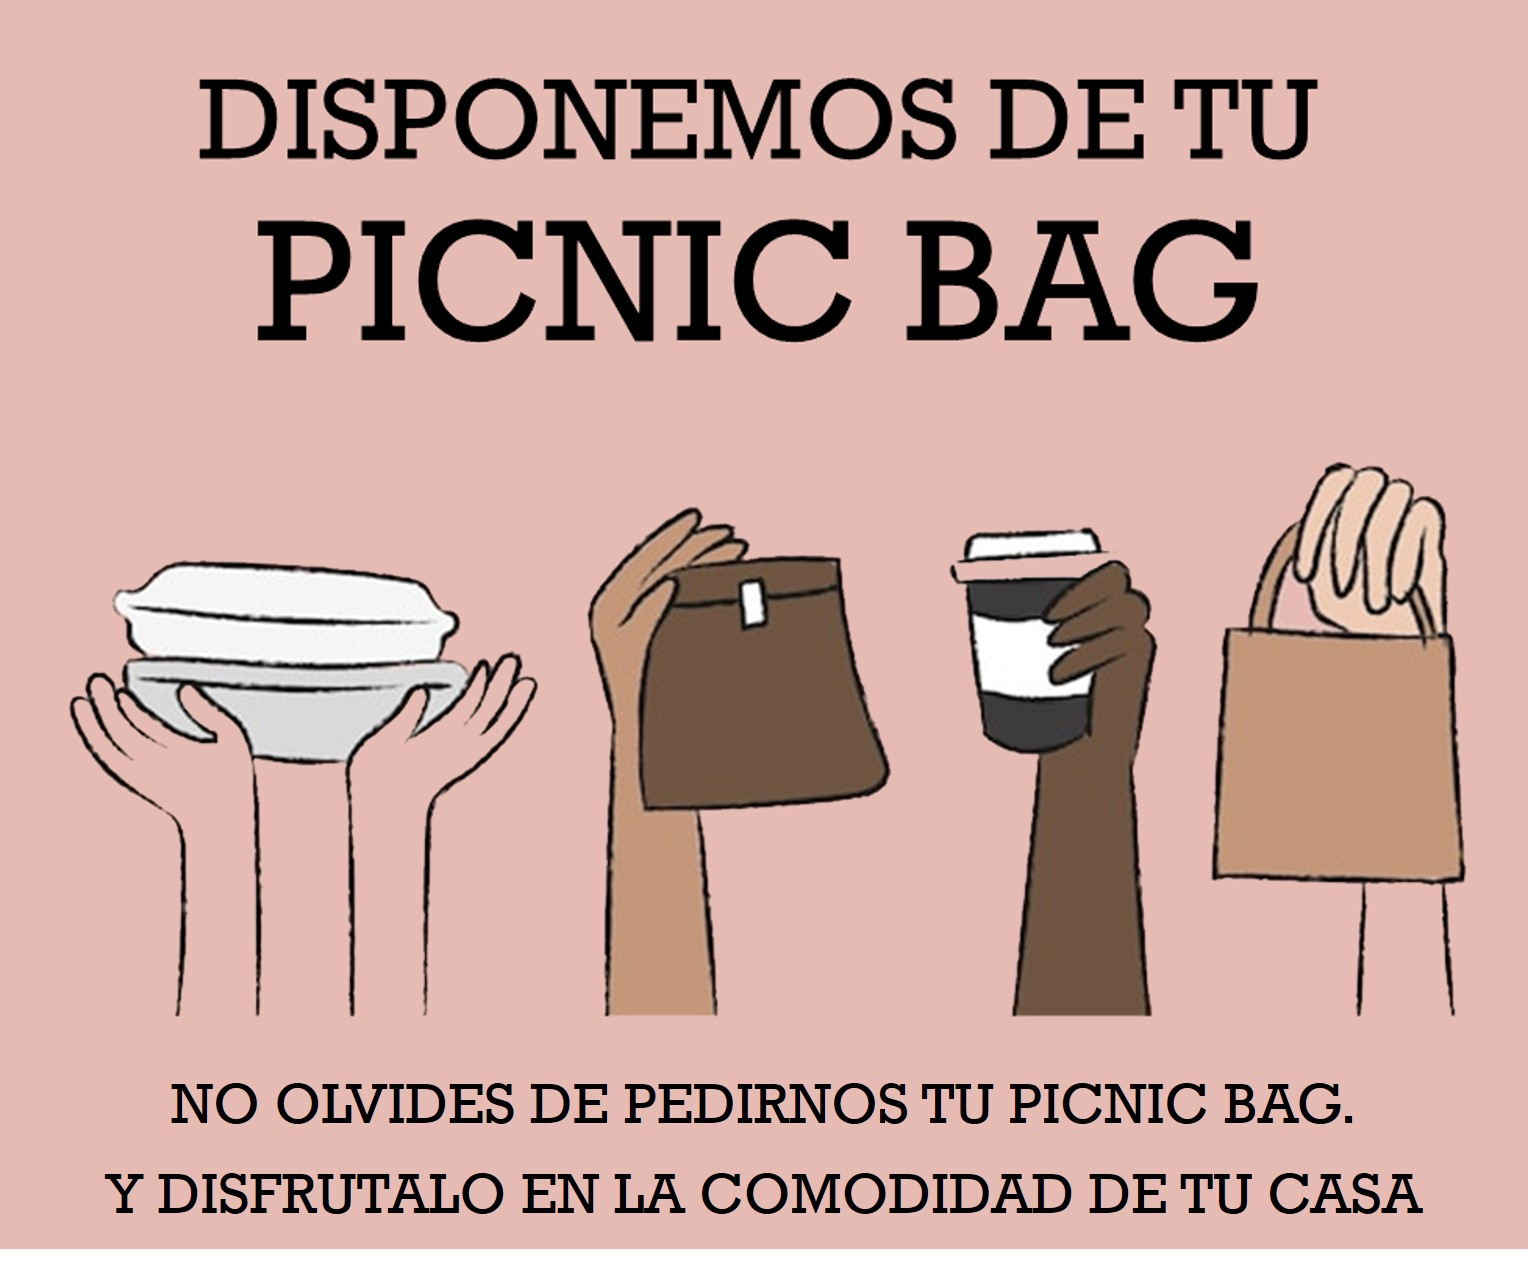 DISPONEMOS DE TU
PICNIC BAG
NO OLVIDES DE PEDIRNOS TU PICNIC BAG.
Y DISFRUTALO EN LA COMODIDAD DE TU CASA